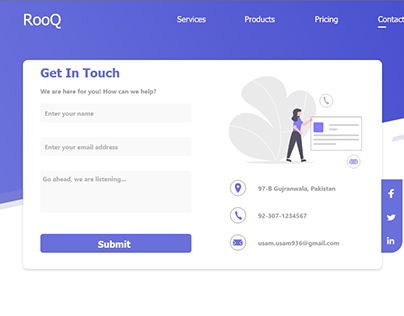 RooQ
Services
Products
Pricing
Contact
Get In Touch
We are here for you! How can we help?
Enter your name
Enter your email address
Go ahead, we are listening...
Submit
97-B Gujranwala, Pakistan
92-307-1234567
usam.usam936@gmail.com